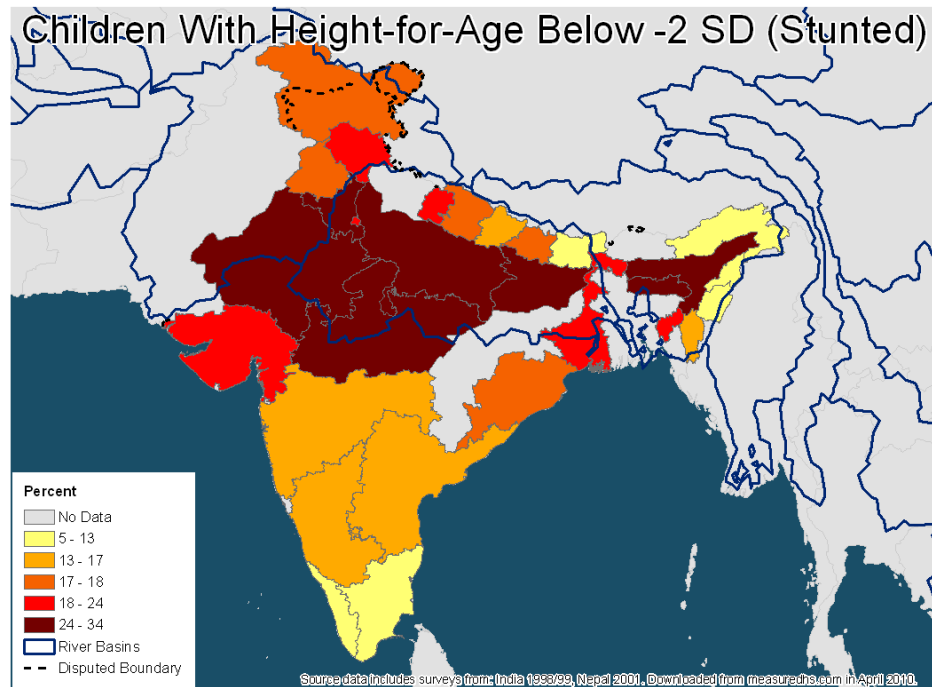 Children With Height-for-Age Below -2 SD (Stunted)
Percent
No Data
5 - 13
13 - 17
17 - 18
18 - 24
24 - 34
River Basins
Disputed Boundary
Source data includes surveys from: India 1998/99, Nepal 2001. Downloaded from measuredhs.com in April 2010.